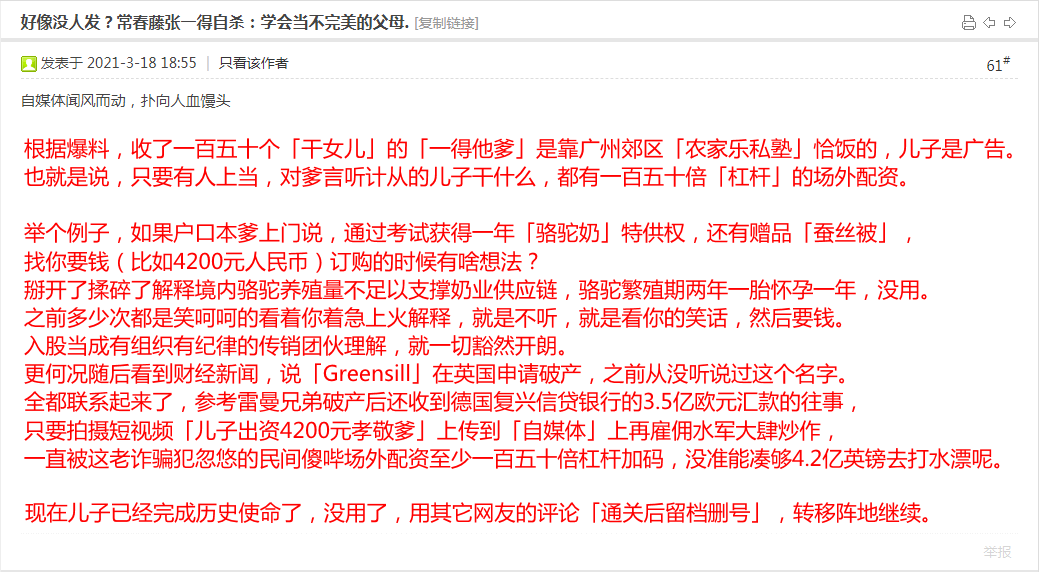 好像没人发？常春藤张一得自杀：学会当不完美的父母. [复制链接]
发表于 2021-3-18 18:55 | 只看该作者 61#
自媒体闻风而动，扑向人血馒头
根据爆料，收了一百五十个「干女儿」的「一得他爹」是靠广州郊区「农家乐私塾」恰饭的，儿子是广告。
也就是说，只要有人上当，对爹言听计从的儿子干什么，都有一百五十倍「杠杆」的场外配资。
举个例子，如果户口本爹上门说，通过考试获得一年「骆驼奶」特供权，还有赠品「蚕丝被」，
找你要钱（比如4200元人民币）订购的时候有啥想法？
掰开了揉碎了解释境内骆驼养殖量不足以支撑奶业供应链，骆驼繁殖期两年一胎怀孕一年，没用。
之前多少次都是笑呵呵的看着你着急上火解释，就是不听，就是看你的笑话，然后要钱。
入股当成有组织有纪律的传销团伙理解，就一切豁然开朗。
更何况随后看到财经新闻，说「Greensill」在英国申请破产，之前从没听说过这个名字。
全都联系起来了，参考雷曼兄弟破产后还收到德国复兴信贷银行的3.5亿欧元汇款的往事，
只要拍摄短视频「儿子出资4200元孝敬爹」上传到「自媒体」上再雇佣水军大肆炒作，
一直被这老诈骗犯忽悠的民间傻哔场外配资至少一百五十倍杠杆加码，没准能凑够4.2亿英镑去打水漂呢。
现在儿子已经完成历史使命了，没用了，用其它网友的评论「通关后留档删号」，转移阵地继续。
举报